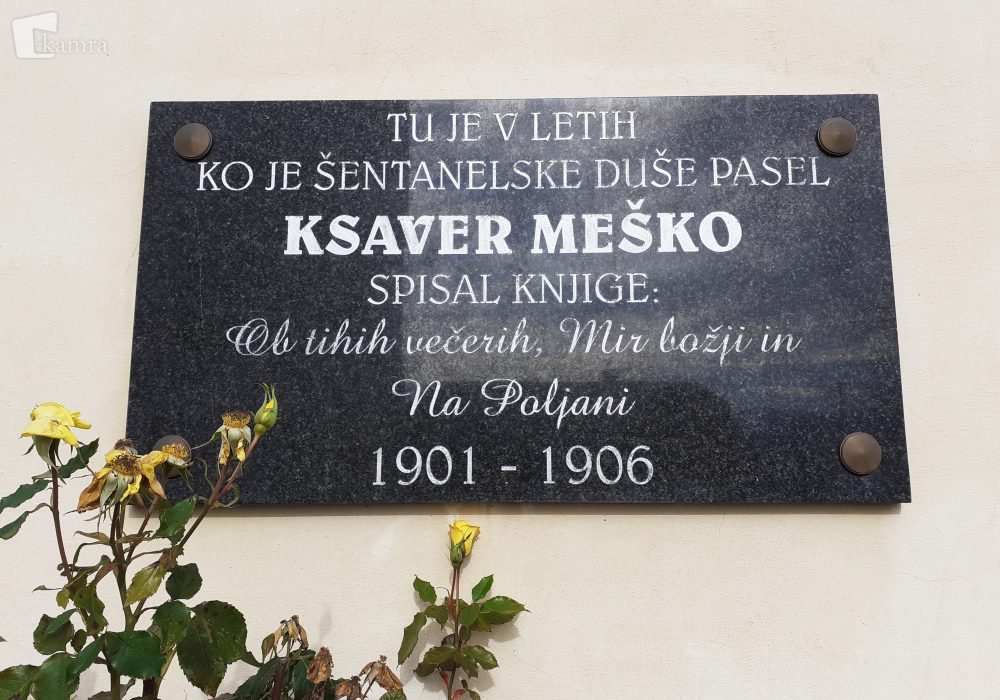 kamra
TU JE V LETIH
KO JE ŠENTANELSKE DUŠE PASEL
KSAVER MEŠKO
SPISAL KNJIGE:
Ob tihih večerih, Mir božji in
Na Poljani
1901 - 1906